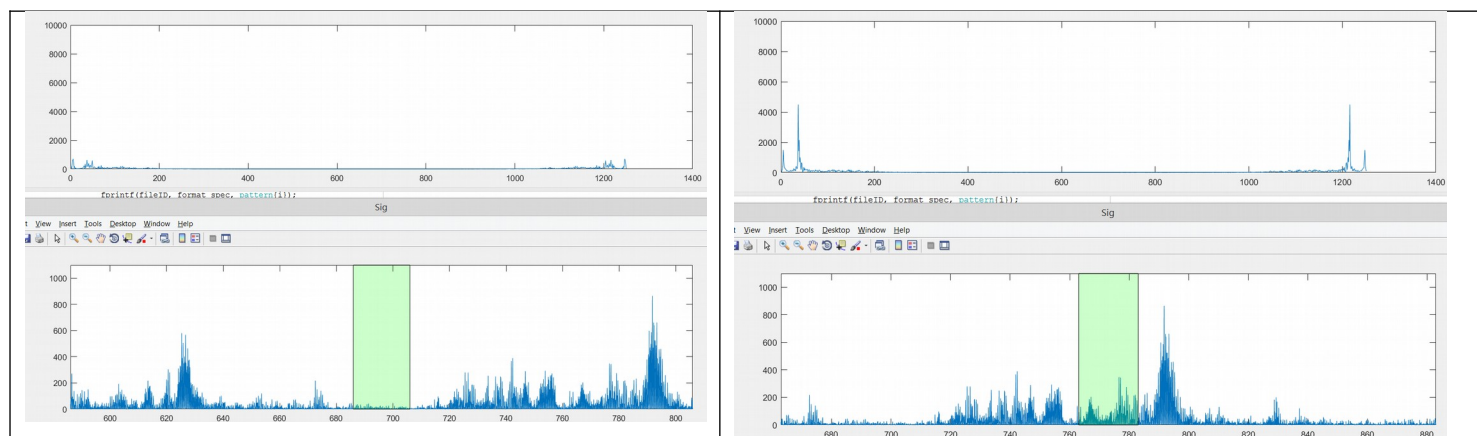 10000
8000
6000
4000
2000
0
0 200 400 600 800 1000 1200 1400
fprintf(fileID, format_spec, pattern{i});
Sig
View Insert Tools Desktop Window Help
1000
800
600
400
200
0
600 620 640 660 680 700 720 740 760 780 800
10000
8000
6000
4000
2000
0
0 200 400 600 800 1000 1200 1400
fprintf(fileID, format_spec, pattern{i});
Sig
View Insert Tools Desktop Window Help
1000
800
600
400
200
0
680 700 720 740 760 780 800 820 840 860 880